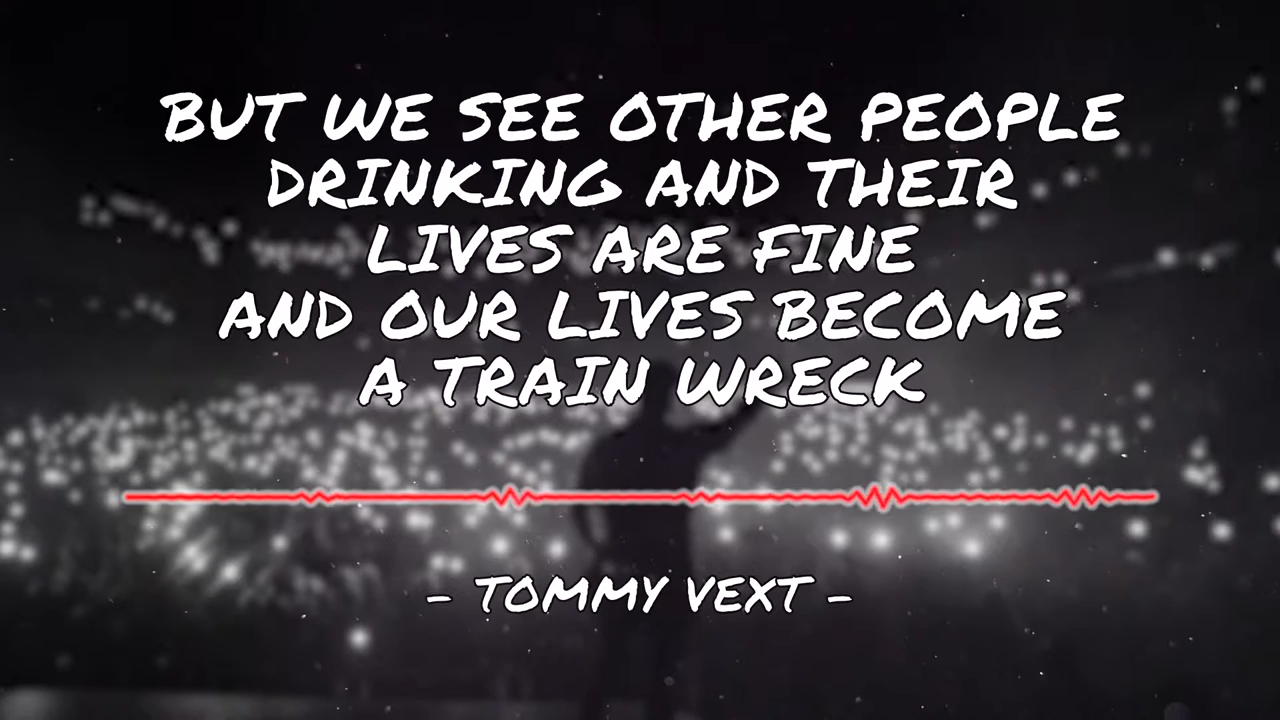 BUT WE SEE OTHER PEOPLE
DRINKING AND THEIR
LIVES ARE FINE
AND OUR LIVES BECOME
A TRAIN WRECK
- TOMMY VEXT -